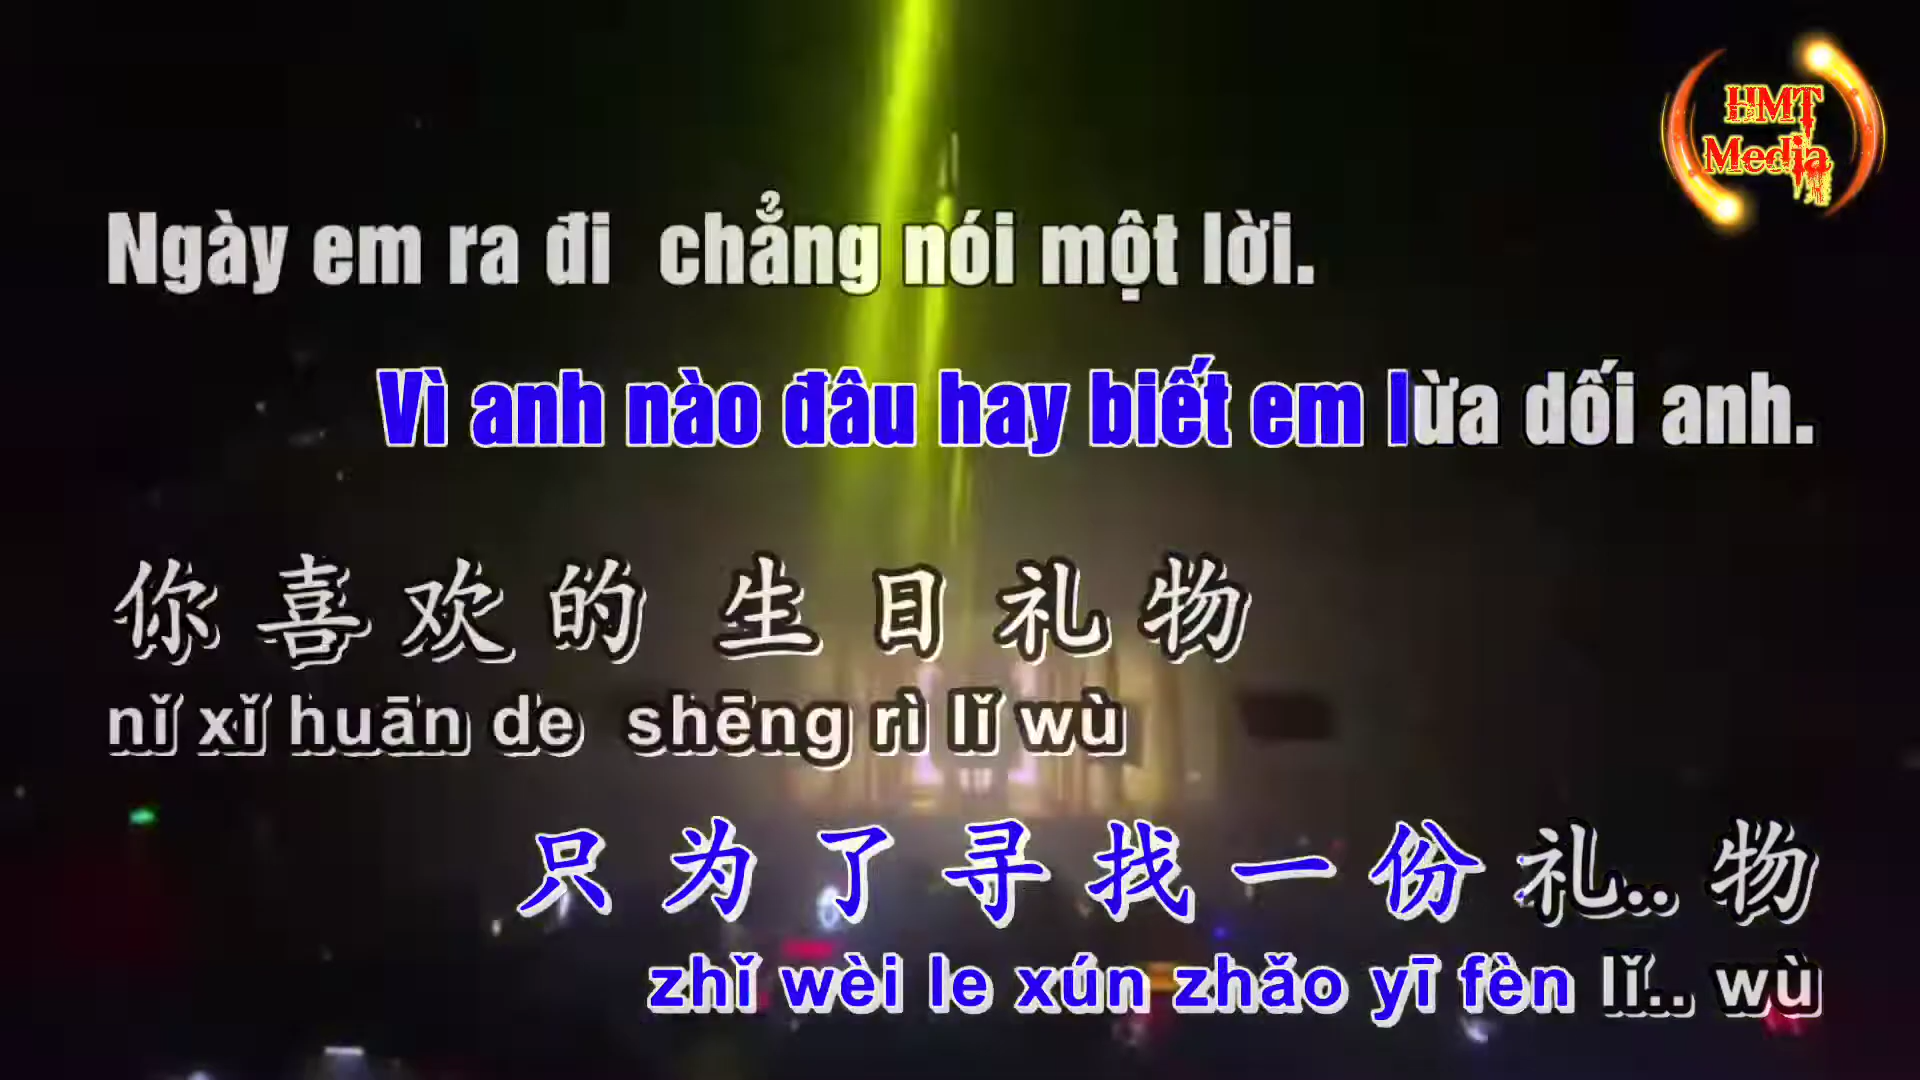 HMT
Media
Ngày em ra đi chẳng nói một lời.
Vì anh nào đâu hay biết em lừa dối anh.
你喜欢的 生日礼物
nǐ xǐ huān de shēng rì lǐ wù
只为了寻找一份礼..物
zhǐ wèi le xún zhǎo yī fèn lǐ.. wù